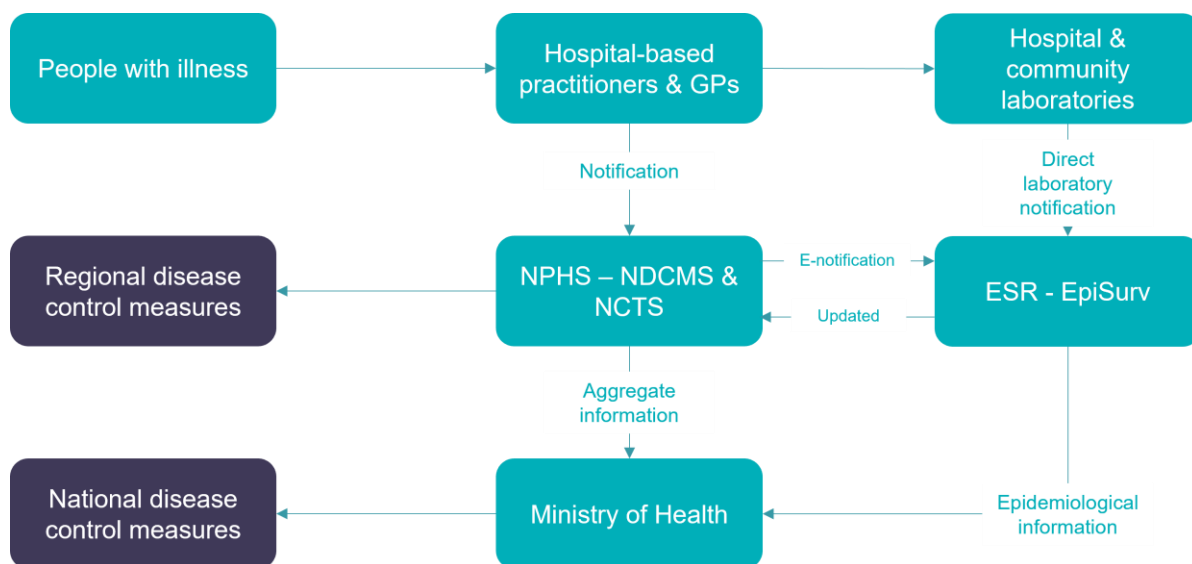 People with illness
Hospital-based
practitioners & GPs
Hospital &
community
laboratories
Notification
Direct
laboratory
notification
Regional disease
control measures
NPHS – NDCMS &
NCTS
E-notification
Updated
ESR - EpiSurv
Aggregate
information
National disease
control measures
Ministry of Health
Epidemiological
information